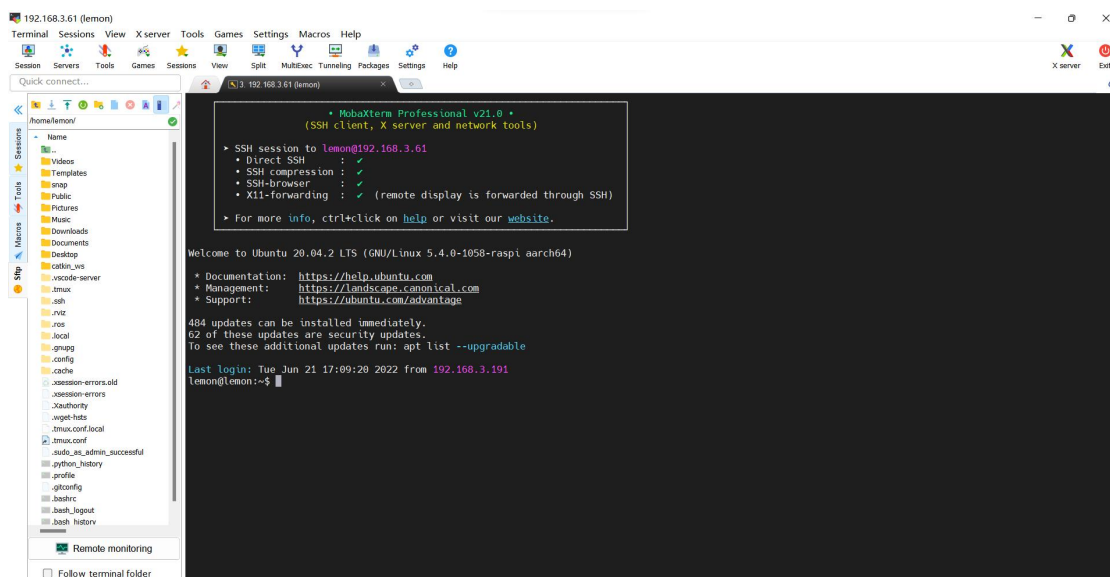 192.168.3.61 (lemon)
Terminal Sessions View X server Tools Games Settings Macros Help
Session Servers Tools Games Sessions View Split MultiExec Tunneling Packages Settings Help X server Exit
Quick connect...
3. 192.168.3.61 (lemon)
/home/lemon/
Name
..
Videos
Templates
snap
Public
Pictures
Music
Downloads
Documents
Desktop
catkin_ws
.vscode-server
.tmux
.ssh
.rviz
.ros
.local
.gnupg
.config
.cache
.xsession-errors.old
.xsession-errors
.Xauthority
.wget-hsts
.tmux.conf.local
.tmux.conf
.sudo_as_admin_successful
.python_history
.profile
.gitconfig
.bashrc
.bash_logout
.bash_history
Remote monitoring
Follow terminal folder
Sessions
Tools
Macros
Sftp
• MobaXterm Professional v21.0 •
(SSH client, X server and network tools)
➤ SSH session to lemon@192.168.3.61
• Direct SSH : ✔
• SSH compression : ✔
• SSH-browser : ✔
• X11-forwarding : ✔ (remote display is forwarded through SSH)
➤ For more info, ctrl+click on help or visit our website.
Welcome to Ubuntu 20.04.2 LTS (GNU/Linux 5.4.0-1058-raspi aarch64)
* Documentation: https://help.ubuntu.com
* Management: https://landscape.canonical.com
* Support: https://ubuntu.com/advantage
484 updates can be installed immediately.
62 of these updates are security updates.
To see these additional updates run: apt list --upgradable
Last login: Tue Jun 21 17:09:20 2022 from 192.168.3.191
lemon@lemon:~$